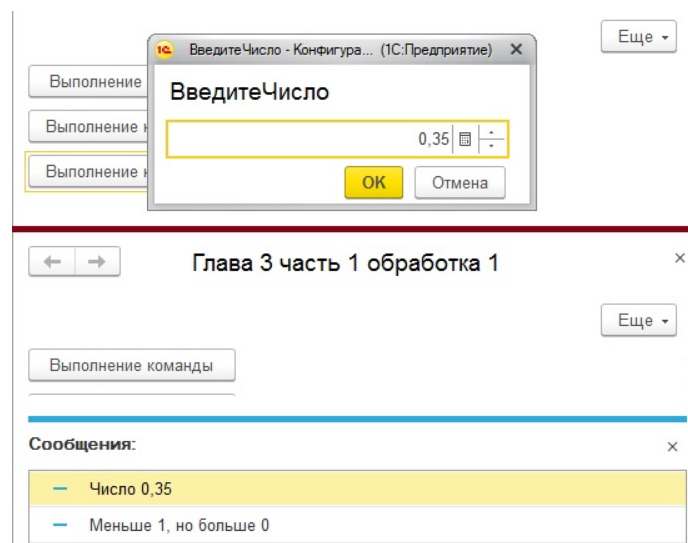 ВведитеЧисло - Конфигура... (1С:Предприятие)
Еще
Выполнение
ВведитеЧисло
Выполнение
0,35
Выполнение
ОК
Отмена
Глава 3 часть 1 обработка 1
Еще
Выполнение команды
Сообщения:
Число 0,35
Меньше 1, но больше 0